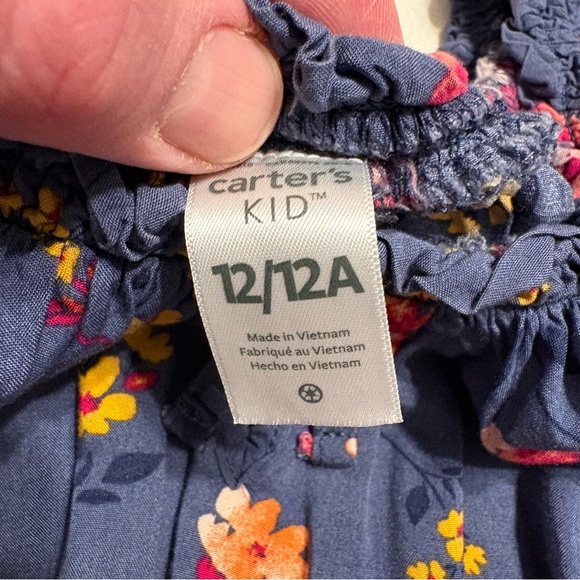 carter's
KID™
12/12A
Made in Vietnam
Fabriqué au Vietnam
Hecho en Vietnam